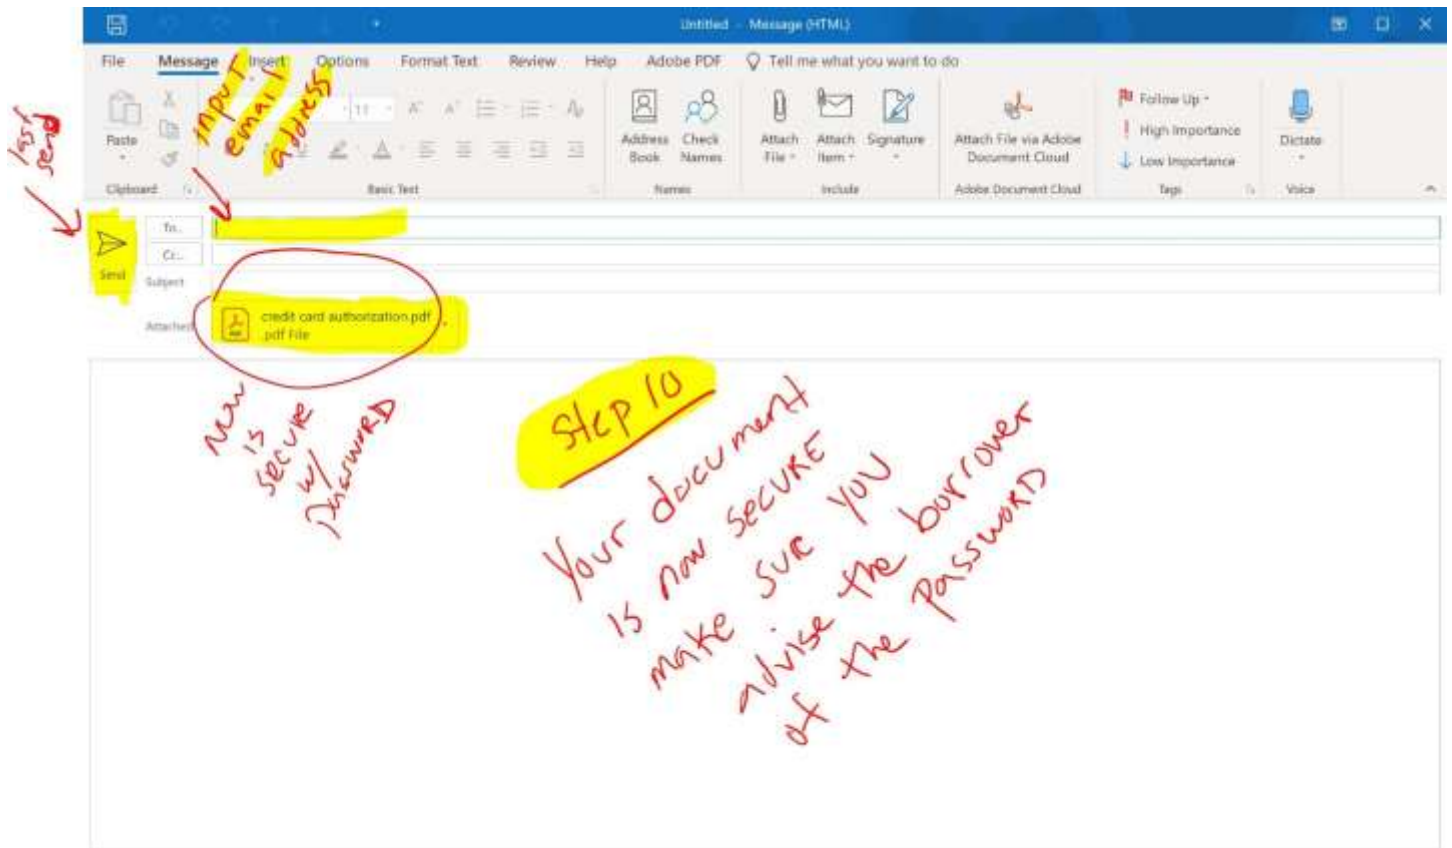 Untitled - Message (HTML)
File Message Insert Options Format Text Review Help Adobe PDF Tell me what you want to do
input
email
address
last
send
11
Paste
Address Book
Check Names
Attach File
Attach Item
Signature
Attach File via Adobe Document Cloud
Follow Up
High Importance
Low Importance
Dictate
Clipboard
Basic Text
Names
Include
Adobe Document Cloud
Tags
Voice
To...
Cc...
Send
Subject
Attached
credit card authorization.pdf
.pdf File
is
secure
w/
password
Step 10
Your document
is now secure
make sure you
advise the borrower
of the password